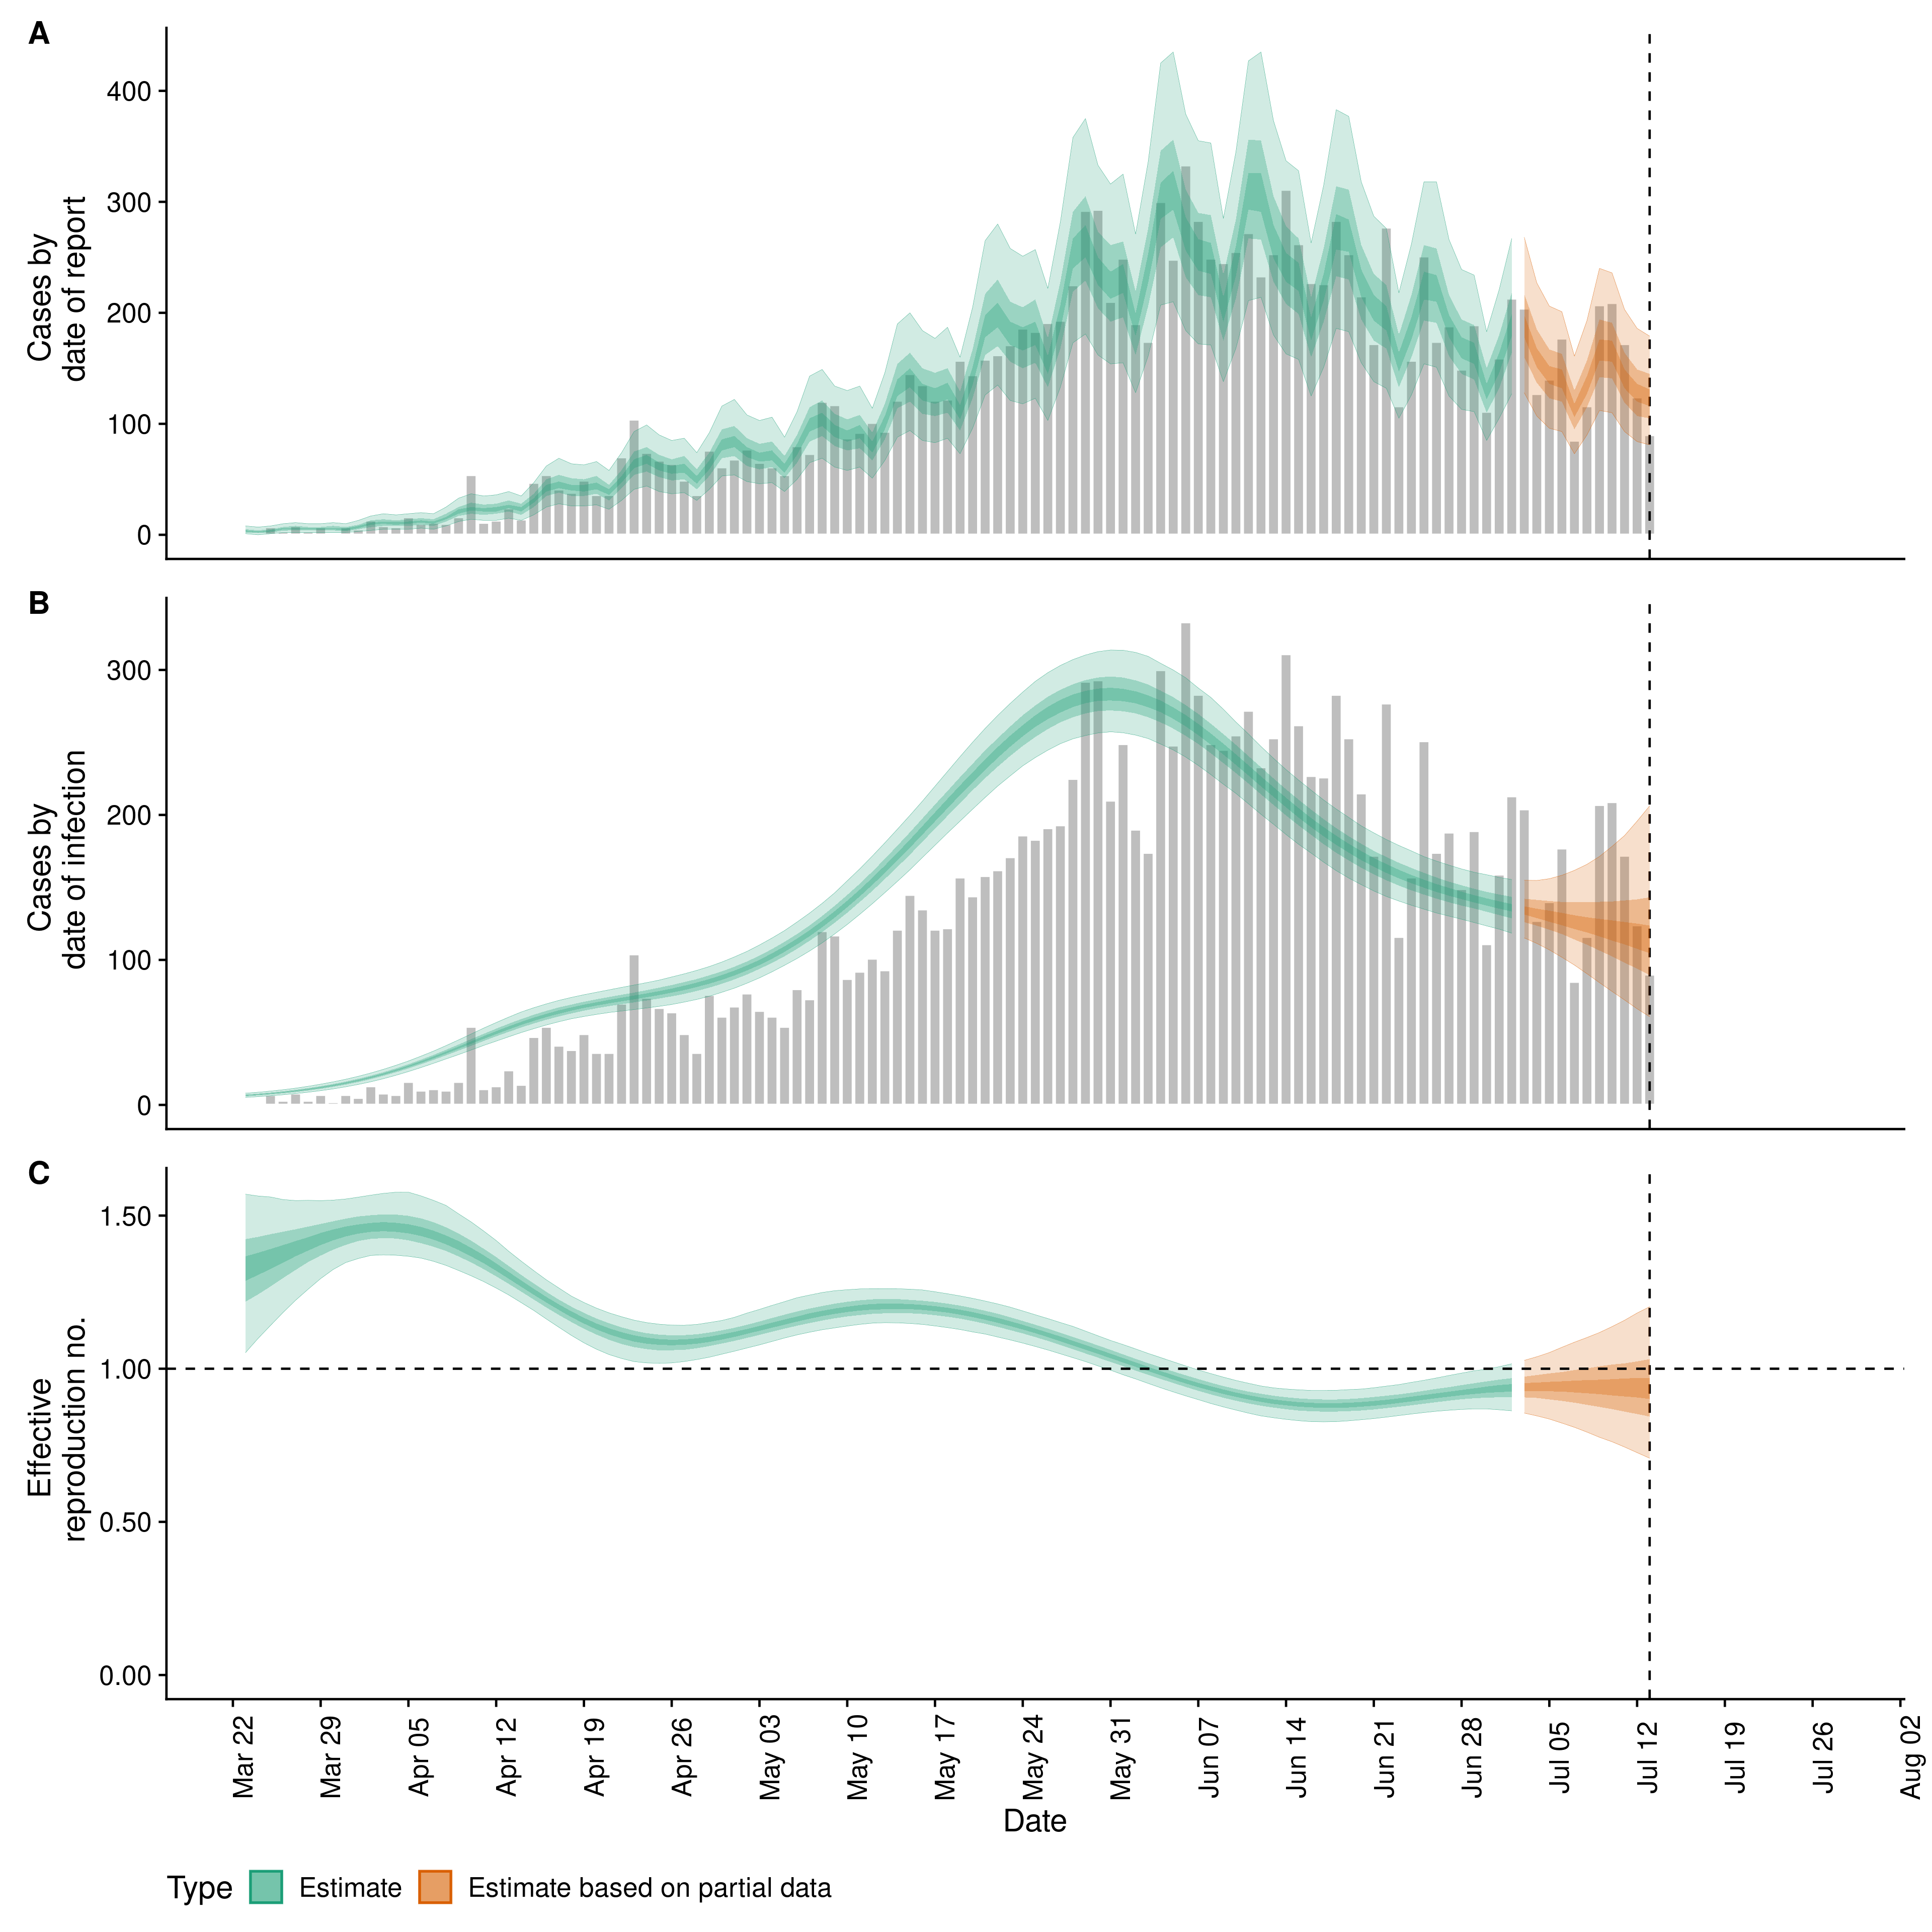 A
Cases by
date of report
400
300
200
100
0
B
Cases by
date of infection
300
200
100
0
C
Effective
reproduction no.
1.50
1.00
0.50
0.00
Mar 22
Mar 29
Apr 05
Apr 12
Apr 19
Apr 26
May 03
May 10
May 17
May 24
May 31
Jun 07
Jun 14
Jun 21
Jun 28
Jul 05
Jul 12
Jul 19
Jul 26
Aug 02
Date
Type Estimate Estimate based on partial data